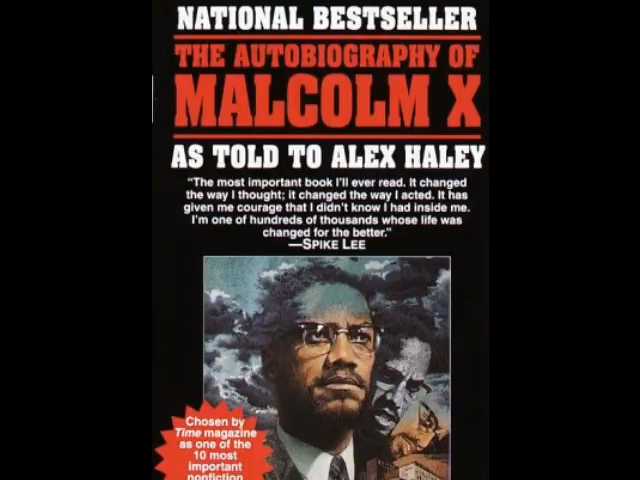 NATIONAL BESTSELLER
THE AUTOBIOGRAPHY OF
MALCOLM X
AS TOLD TO ALEX HALEY
“The most important book I'll ever read. It changed
the way I thought; it changed the way I acted. It has
given me courage that I didn't know I had inside me.
I'm one of hundreds of thousands whose life was
changed for the better.”
—SPIKE LEE
Chosen by
Time magazine
as one of the
10 most
important
nonfiction